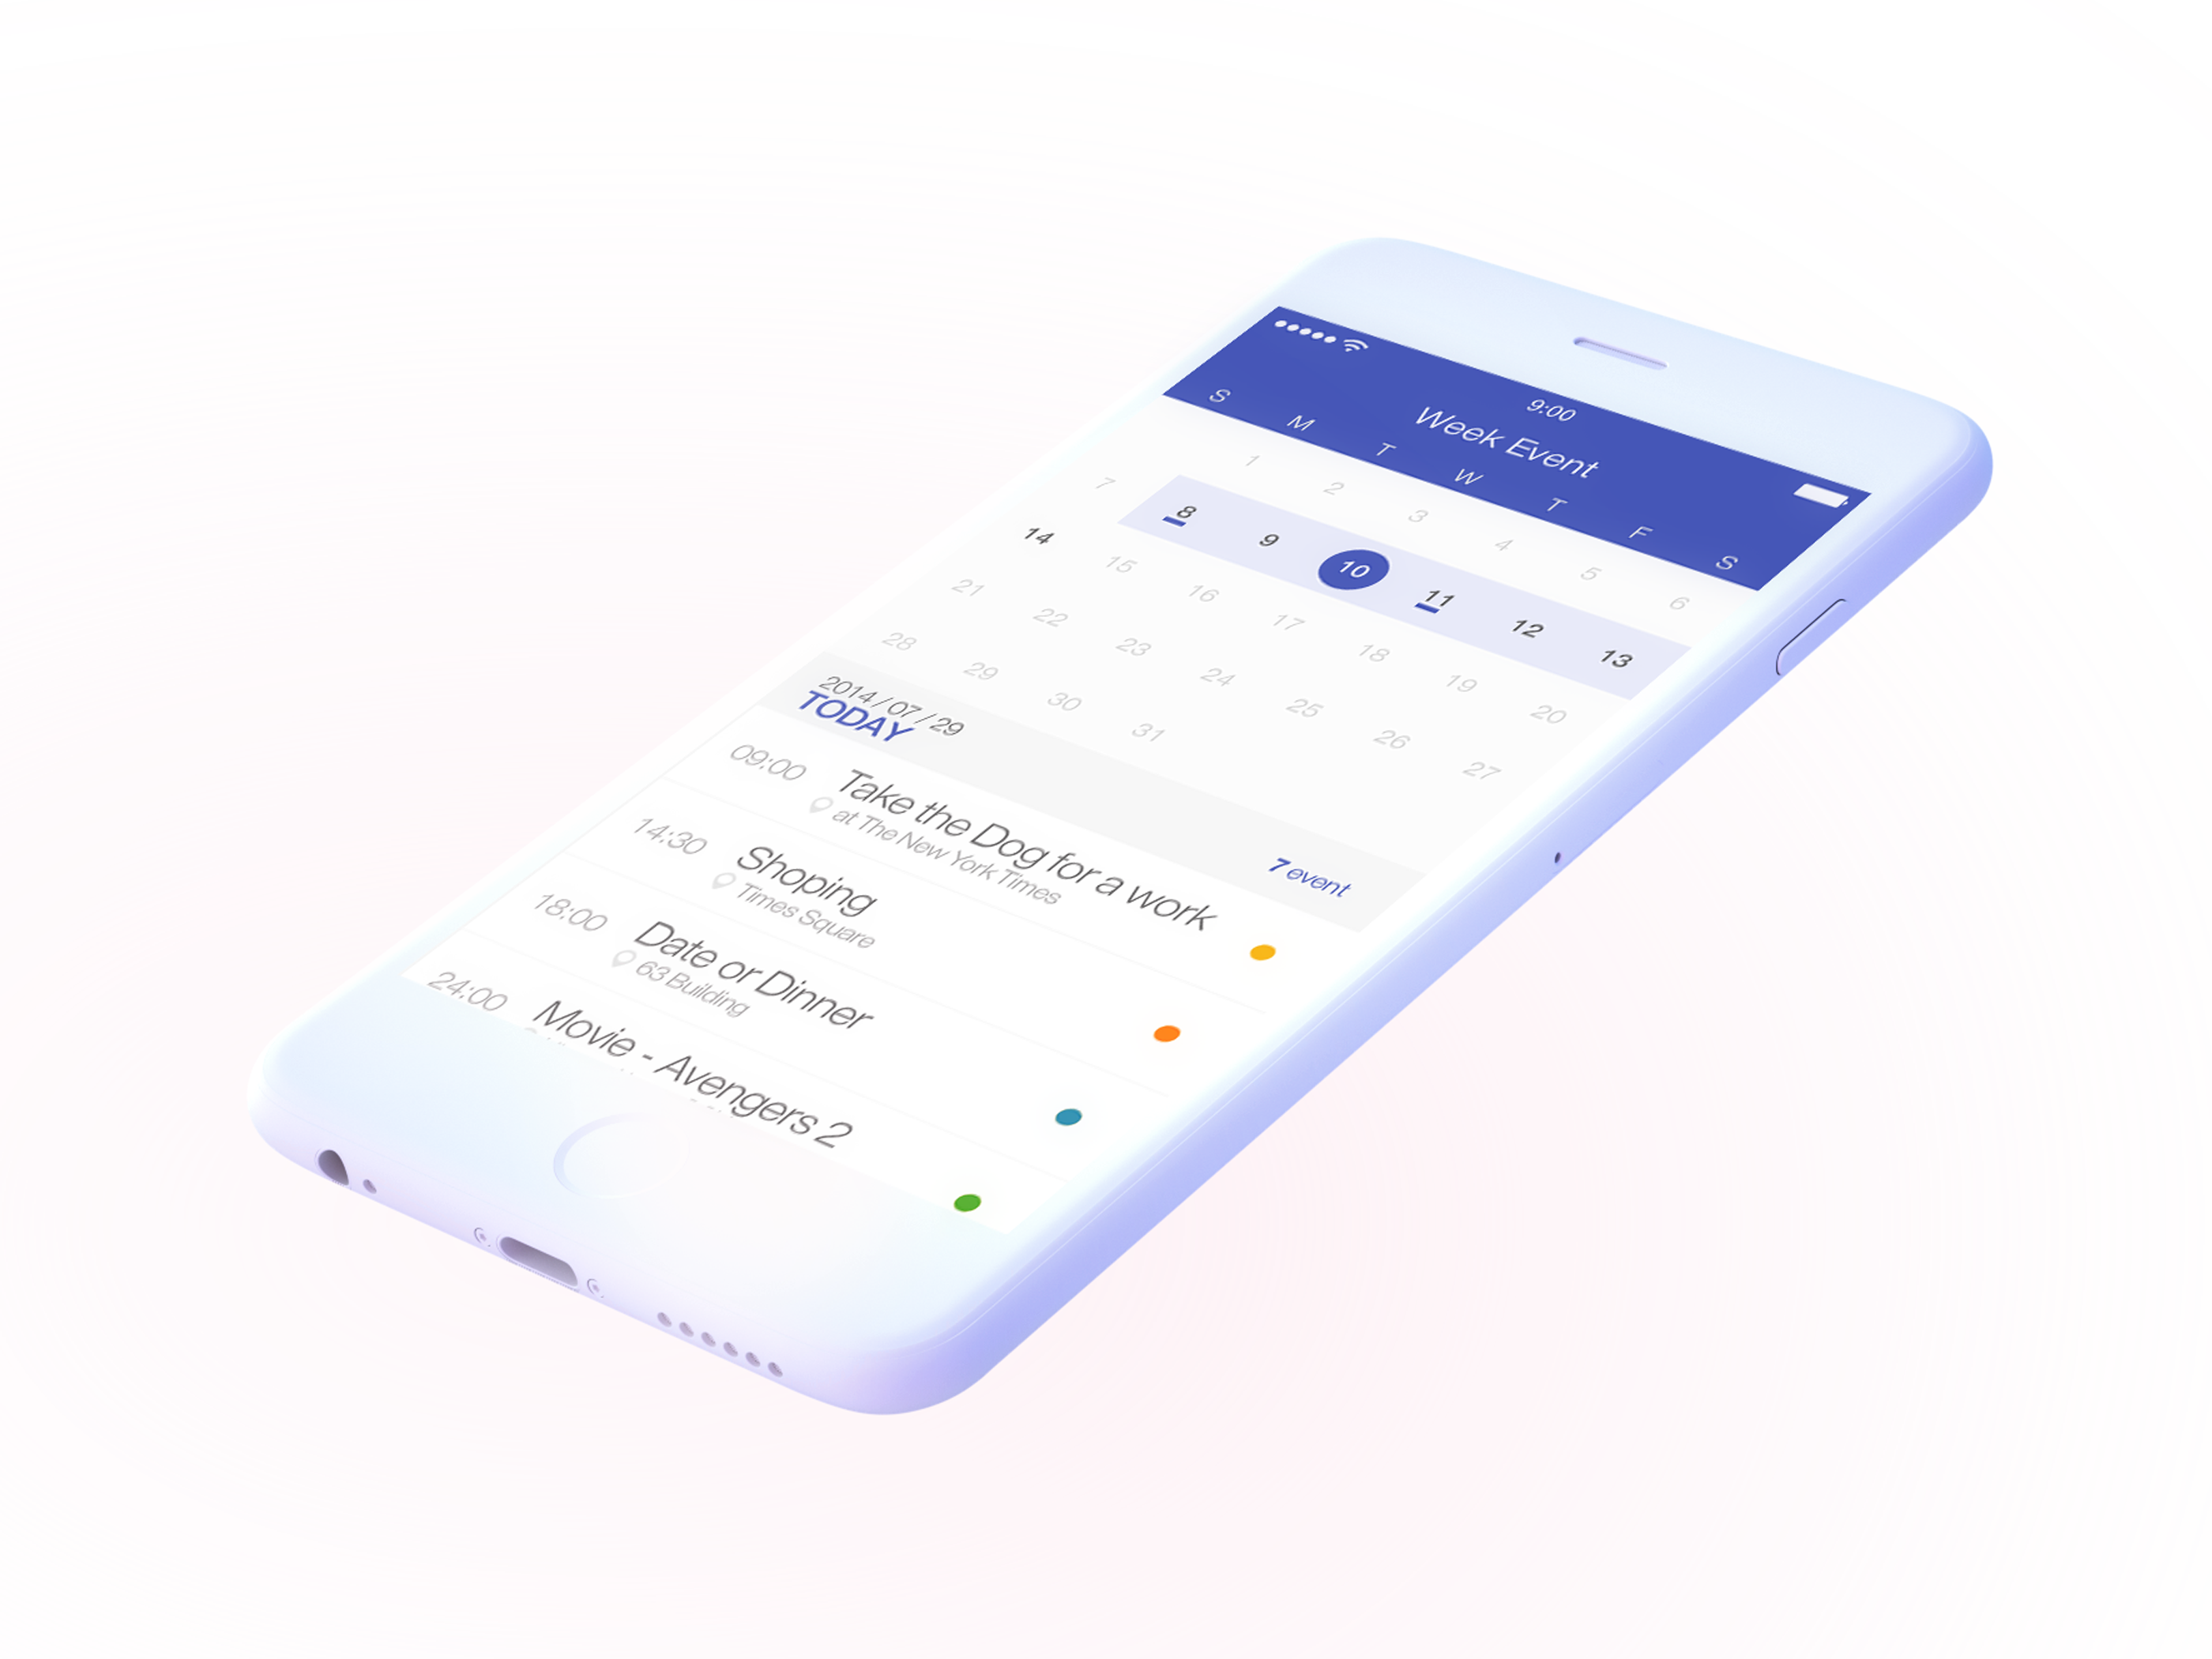 9:00
Week Event
S M T W T F S
1 2 3 4 5 6
7 8 9 10 11 12 13
14 15 16 17 18 19 20
21 22 23 24 25 26 27
28 29 30 31
2014 / 07 / 29
TODAY
7 event
09:00 Take the Dog for a work
at The New York Times
14:30 Shoping
Times Square
18:00 Date or Dinner
63 Building
24:00 Movie - Avengers 2